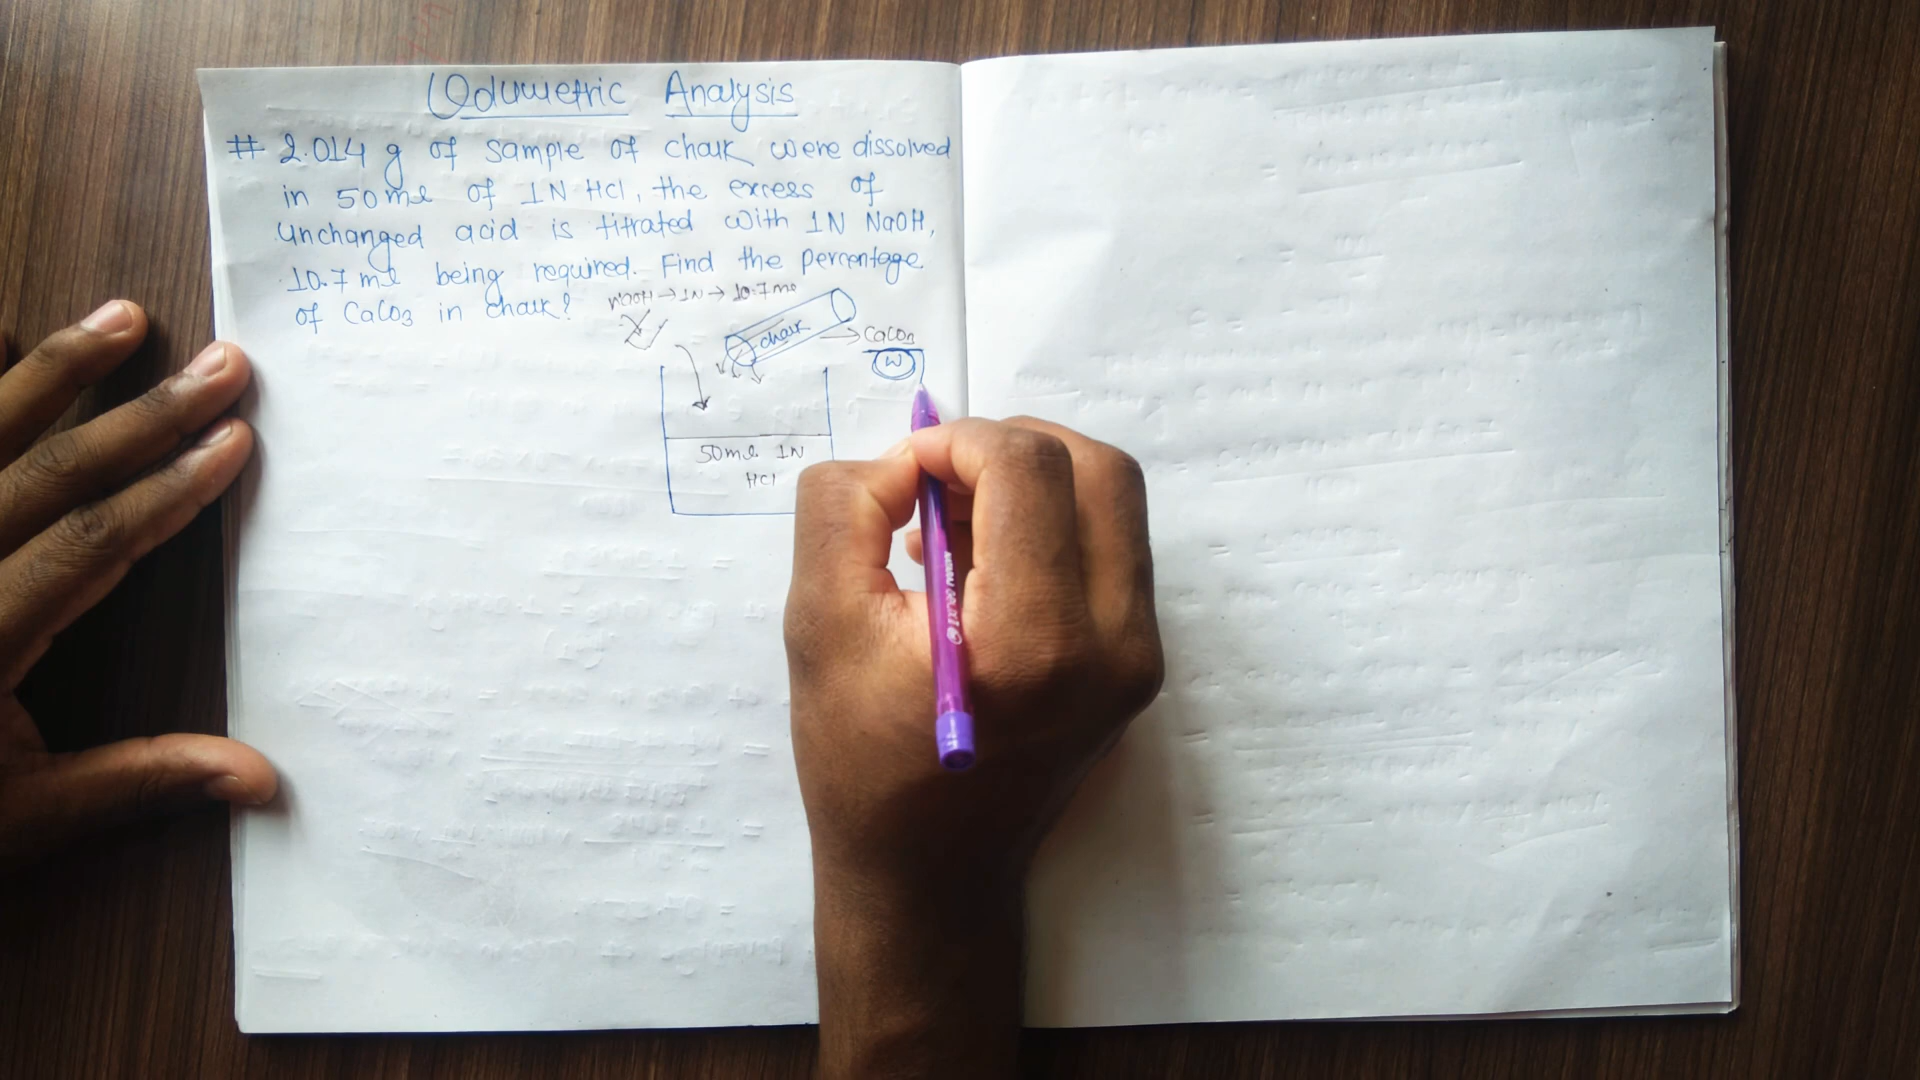 Volumetric Analysis
# 2.014 g of sample of chalk were dissolved
in 50ml of 1N HCl, the excess of
unchanged acid is titrated with 1N NaOH,
10.7 ml being required. Find the percentage
of CaCO3 in chalk?
NaOH → 1N → 10.7ml
chalk → CaCO3
W
50ml 1N
HCl